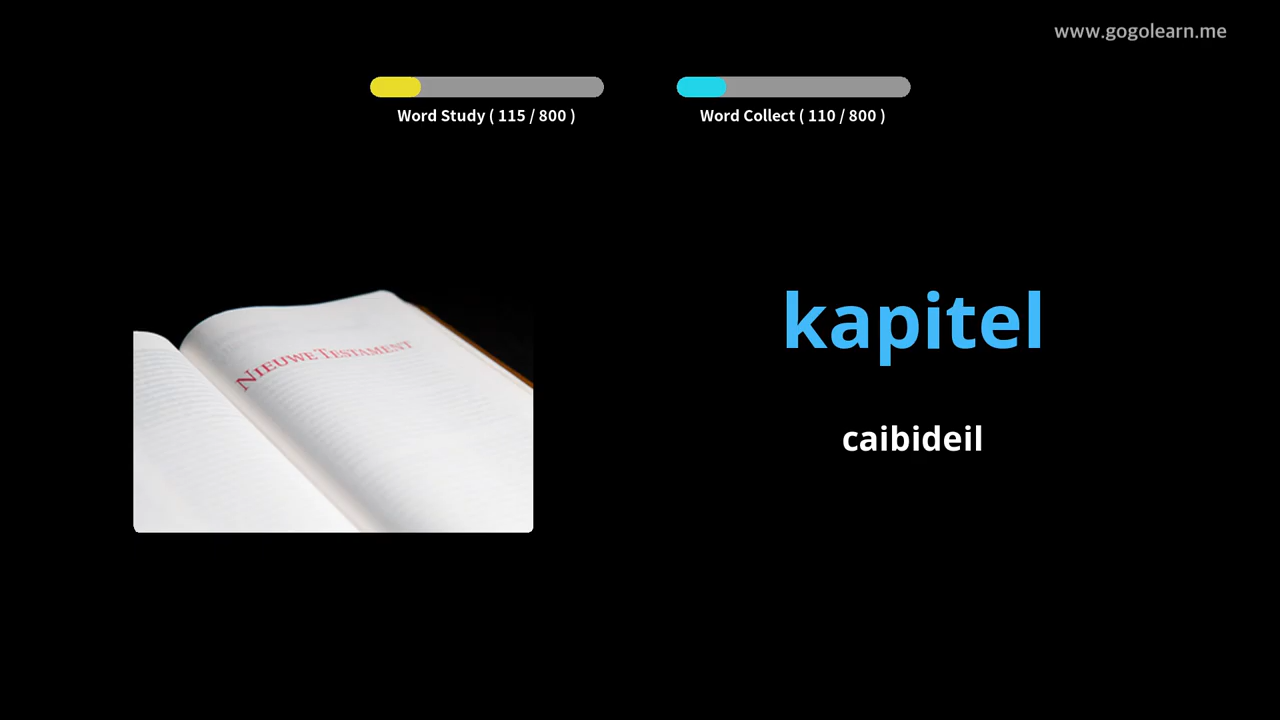 www.gogolearn.me
Word Study ( 115 / 800 )
Word Collect ( 110 / 800 )
NIEUWE TESTAMENT
kapitel
caibideil